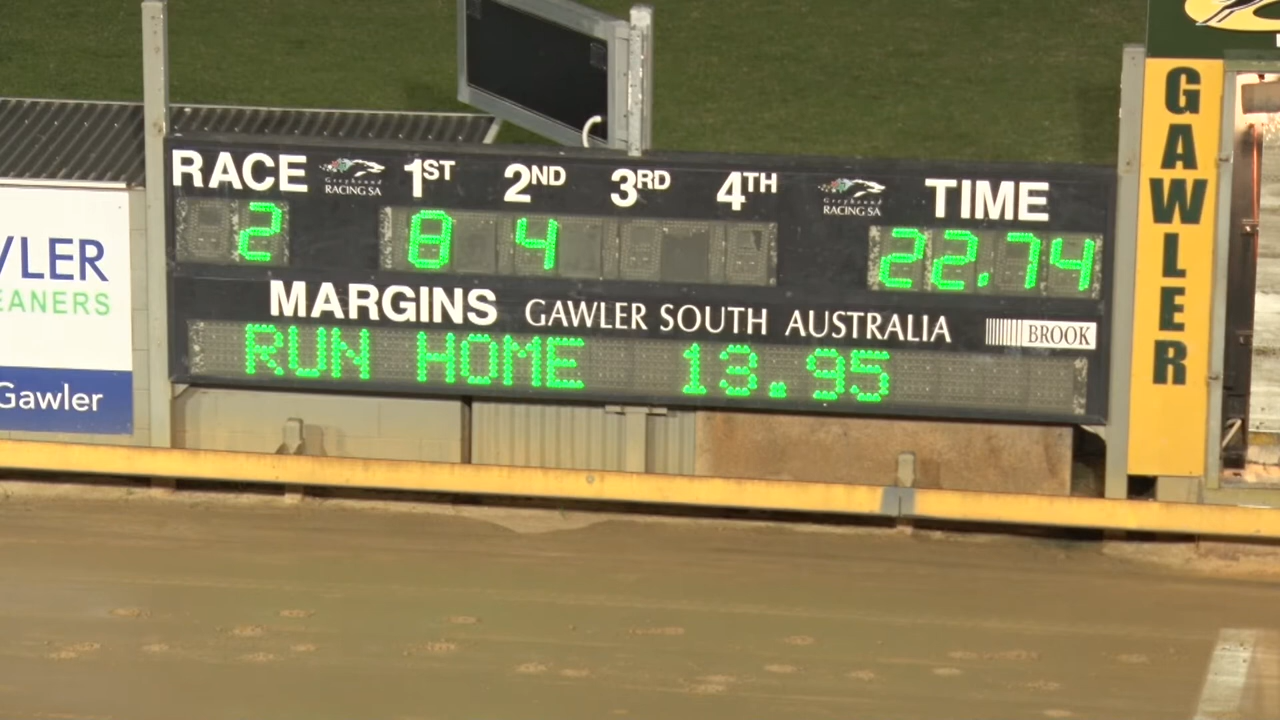 RACE Greyhound RACING SA 1ST 2ND 3RD 4TH Greyhound RACING SA TIME
2 8 4 22.74
MARGINS GAWLER SOUTH AUSTRALIA BROOK
RUN HOME 13.95
GAWLER
VLER
EANERS
Gawler